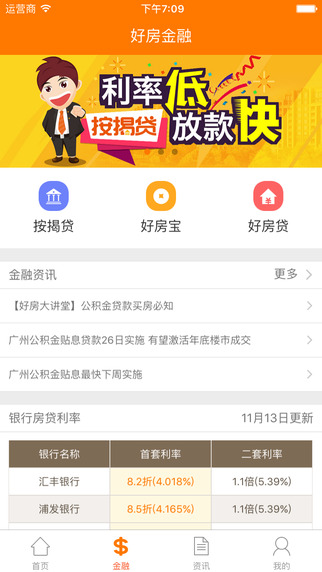 运营商 下午7:09
好房金融
利率低
按揭贷 放款快
按揭贷 好房宝 好房贷
金融资讯 更多
【好房大讲堂】公积金贷款买房必知
广州公积金贴息贷款26日实施 有望激活年底楼市成交
广州公积金贴息最快下周实施
银行房贷利率 11月13日更新
银行名称 首套利率 二套利率
汇丰银行 8.2折(4.018%) 1.1倍(5.39%)
浦发银行 8.5折(4.165%) 1.1倍(5.39%)
首页 金融 资讯 我的